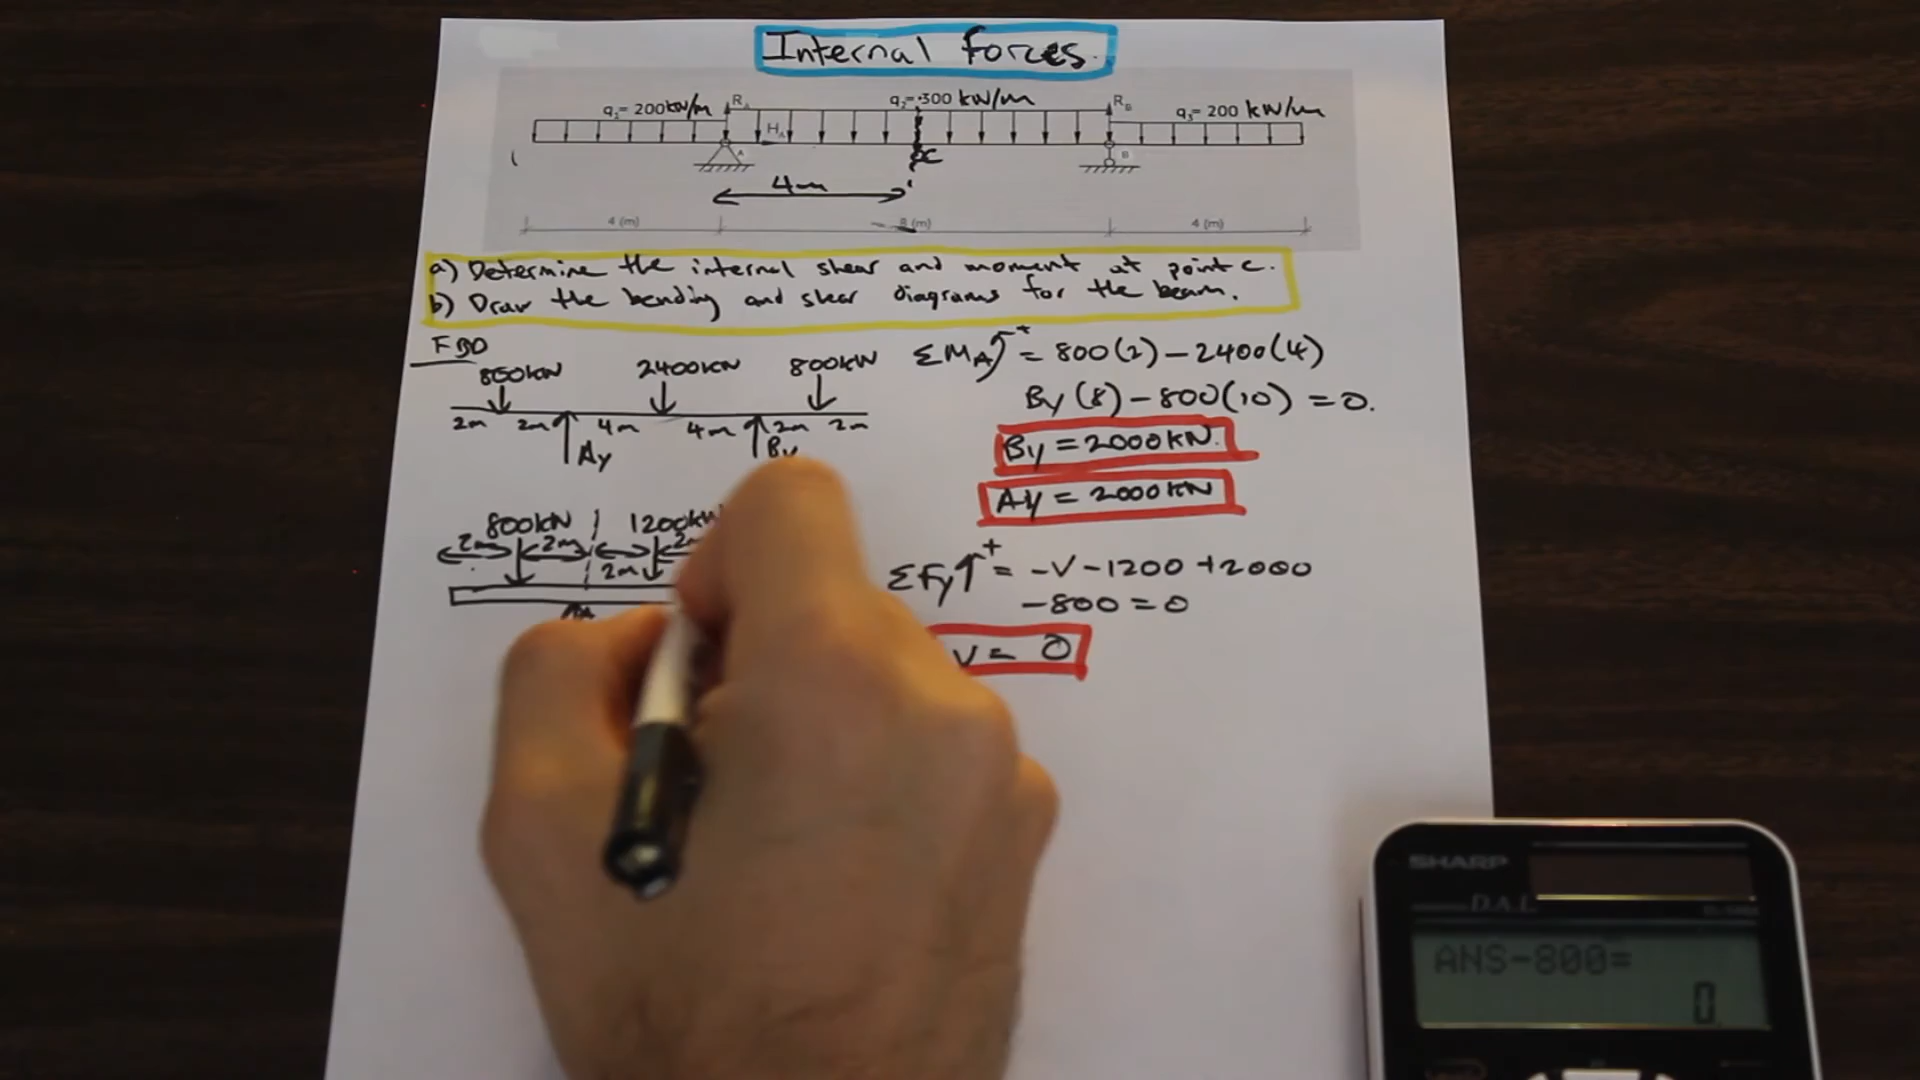 Internal Forces.
q₁= 200kN/m
RA
q₂= 300 kN/m
RB
q₃= 200 kN/m
HA
A
C
B
4m
4 (m)
8 (m)
4 (m)
a) Determine the internal shear and moment at point c.
b) Draw the bending and shear diagrams for the beam.
FBD
800kN 2400kN 800kN
2m 2m 4m 4m 2m 2m
Ay By
ΣMA + = 800(2) - 2400(4)
By (8) - 800(10) = 0.
By = 2000kN.
Ay = 2000kN
800kN 1200kN
2m 2m 2m
2m
ΣFy↑+ = -V - 1200 + 2000
-800 = 0
V = 0
SHARP
D.A.L.
ANS-800=
0.